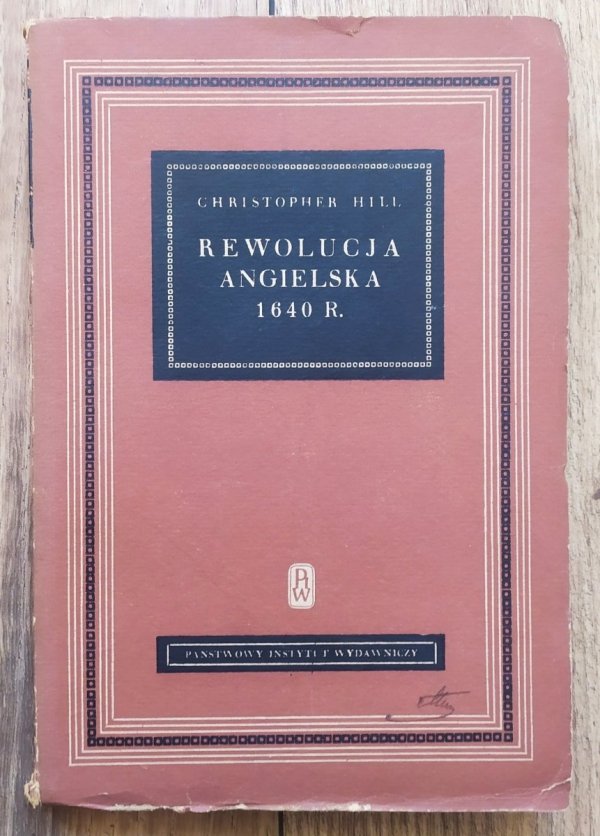 CHRISTOPHER HILL
REWOLUCJA
ANGIELSKA
1640 R.
PIW
PAŃSTWOWY INSTYTUT WYDAWNICZY